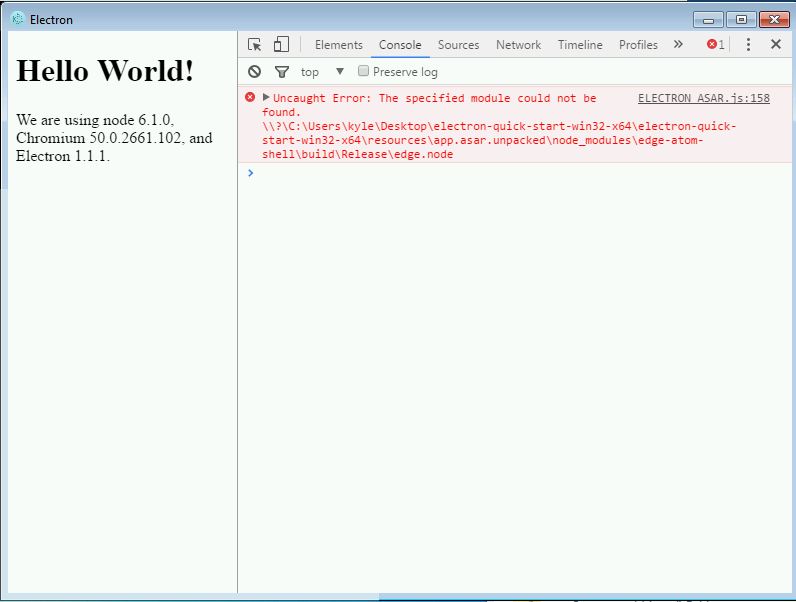 Electron
Hello World!
We are using node 6.1.0,
Chromium 50.0.2661.102, and
Electron 1.1.1.
Elements Console Sources Network Timeline Profiles » 1
top ▼ Preserve log
Uncaught Error: The specified module could not be ELECTRON_ASAR.js:158
found.
\\?\C:\Users\kyle\Desktop\electron-quick-start-win32-x64\electron-quick-
start-win32-x64\resources\app.asar.unpacked\node_modules\edge-atom-
shell\build\Release\edge.node